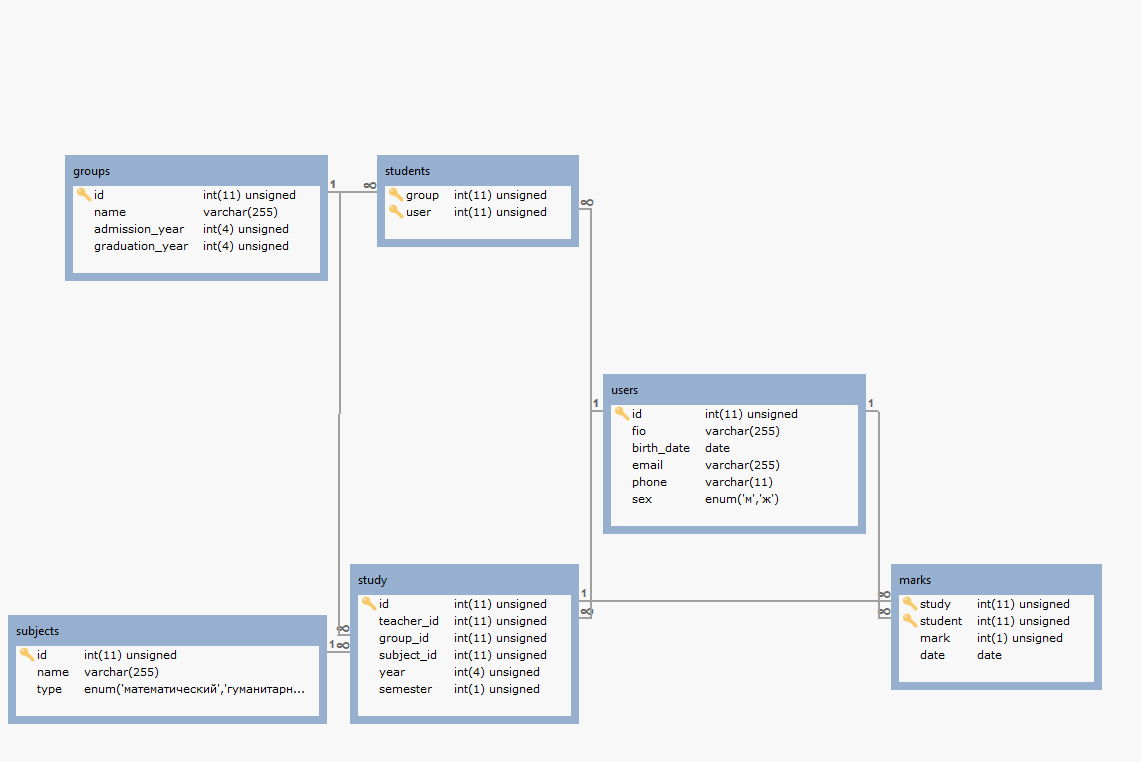 groups
id int(11) unsigned
name varchar(255)
admission_year int(4) unsigned
graduation_year int(4) unsigned
1 ∞
students
group int(11) unsigned
user int(11) unsigned
∞
users
id int(11) unsigned
fio varchar(255)
birth_date date
email varchar(255)
phone varchar(11)
sex enum('м','ж')
1 1
study
id int(11) unsigned
teacher_id int(11) unsigned
group_id int(11) unsigned
subject_id int(11) unsigned
year int(4) unsigned
semester int(1) unsigned
∞ ∞ 1 ∞
marks
study int(11) unsigned
student int(11) unsigned
mark int(1) unsigned
date date
∞ ∞
subjects
id int(11) unsigned
name varchar(255)
type enum('математический','гуманитарн...
1